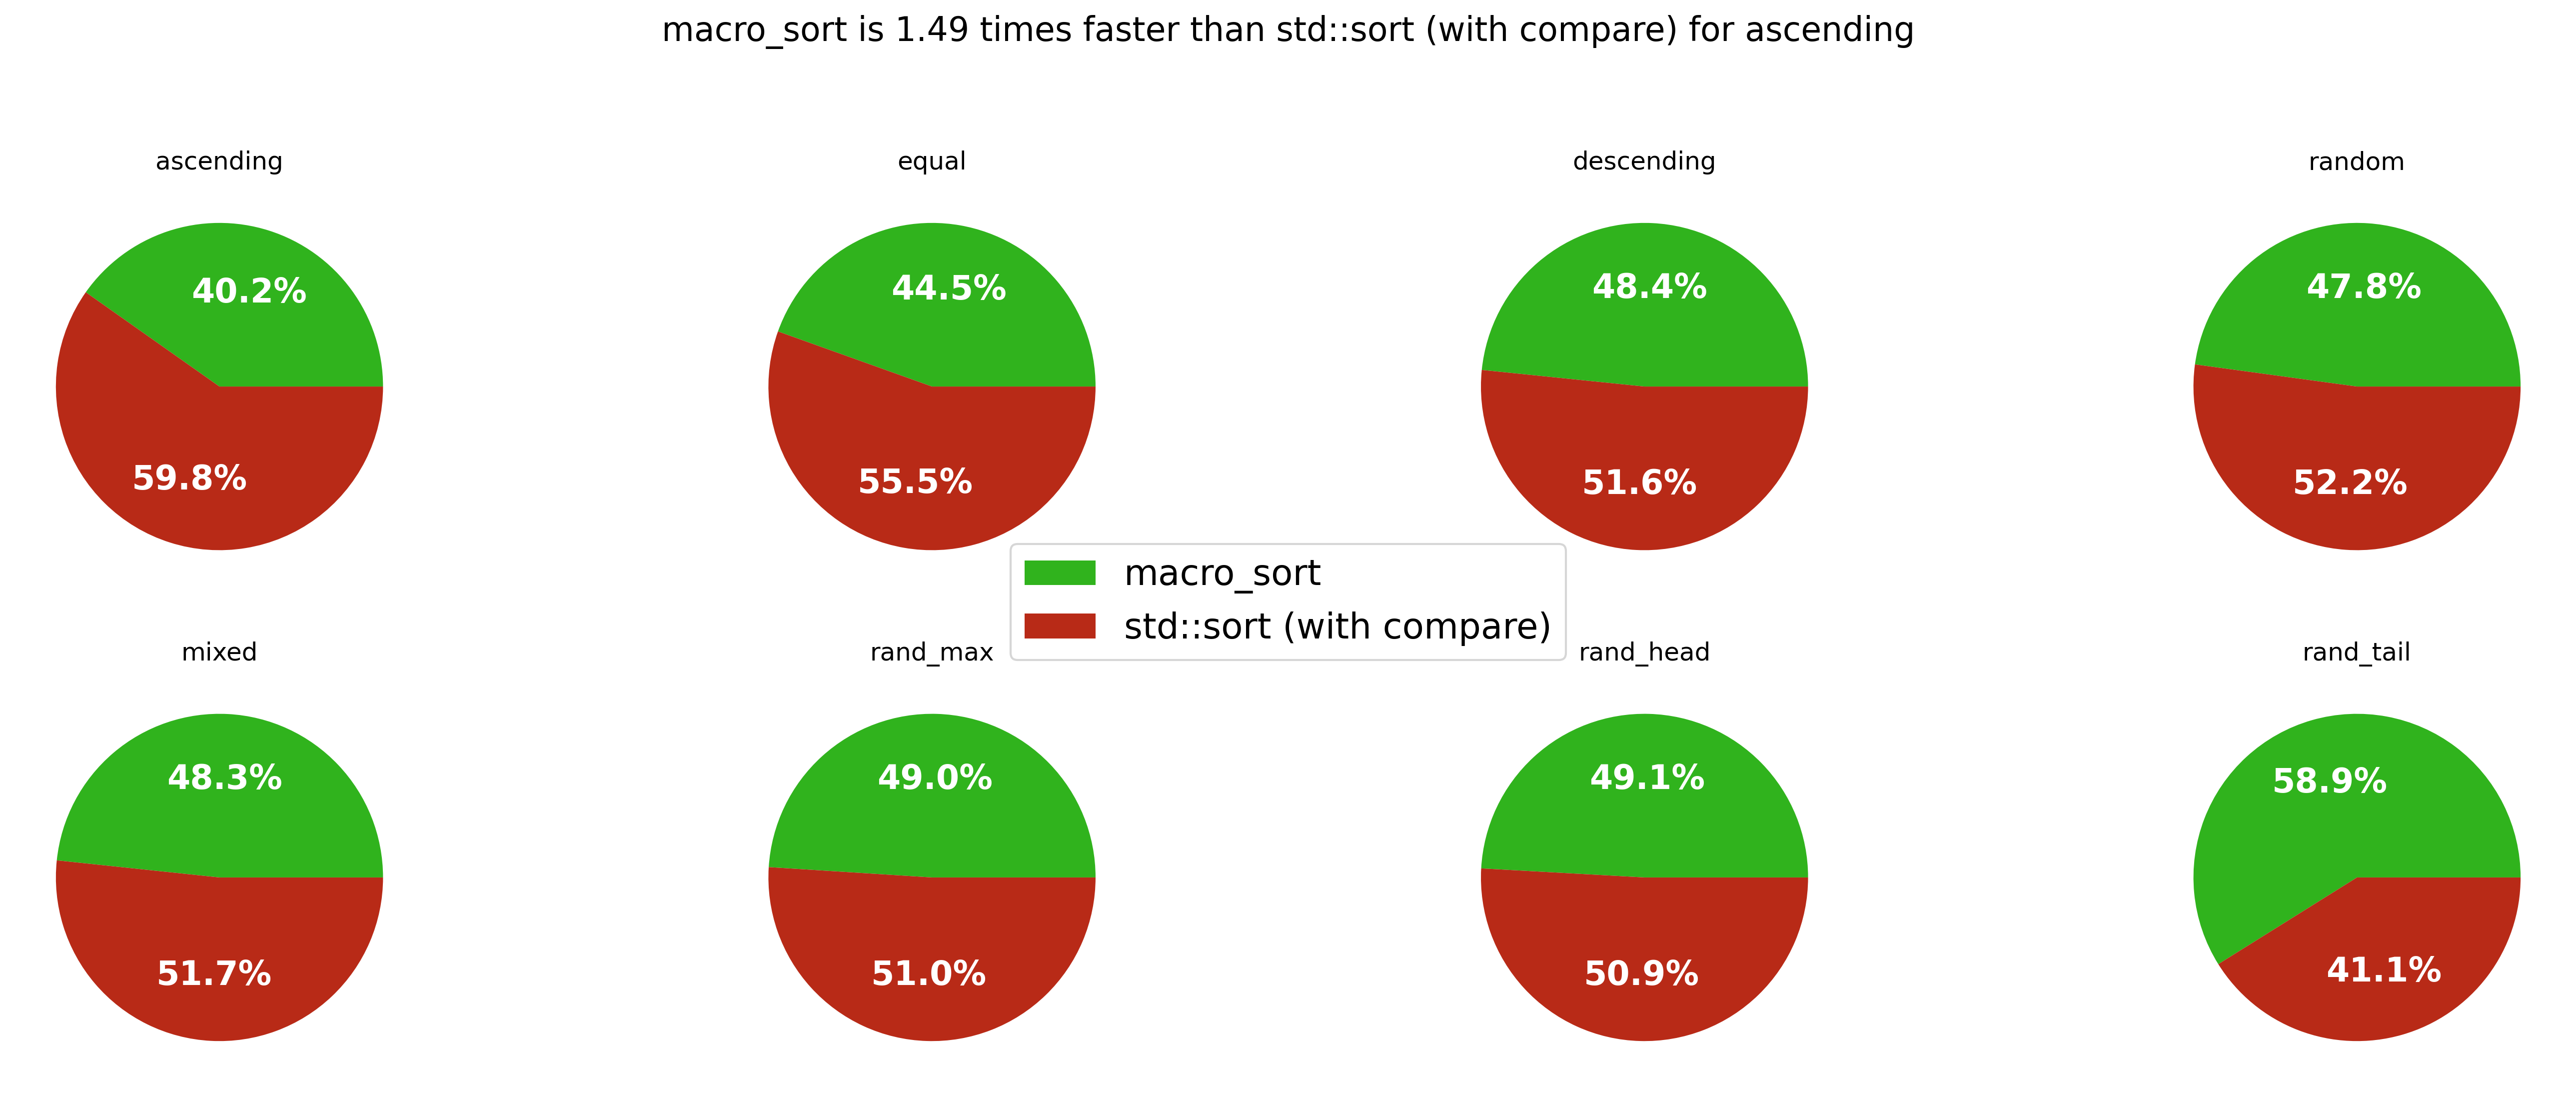 macro_sort is 1.49 times faster than std::sort (with compare) for ascending
ascending
equal
descending
random
40.2%
59.8%
44.5%
55.5%
48.4%
51.6%
47.8%
52.2%
macro_sort
std::sort (with compare)
mixed
rand_max
rand_head
rand_tail
48.3%
51.7%
49.0%
51.0%
49.1%
50.9%
58.9%
41.1%